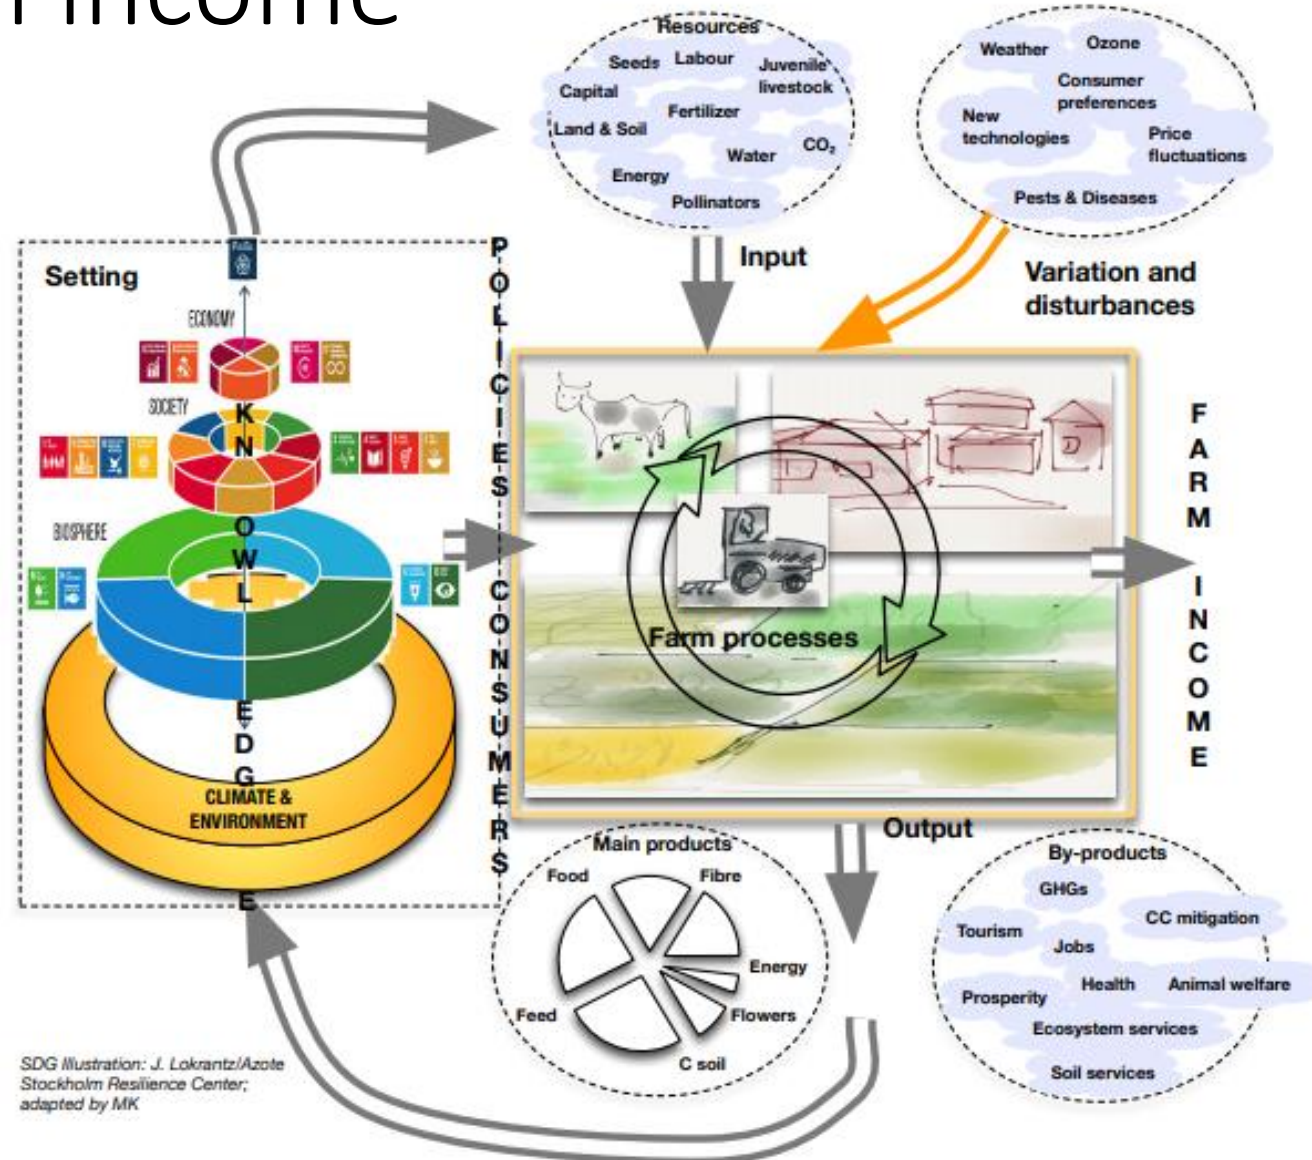 Income
Resources
Seeds
Labour
Juvenile
livestock
Capital
Fertilizer
Land & Soil
Water
CO₂
Energy
Pollinators
Weather
Ozone
Consumer
preferences
New
technologies
Price
fluctuations
Pests & Diseases
Input
Variation and
disturbances
Setting
ECONOMY
SOCIETY
BIOSPHERE
KNOWLEDGE
CLIMATE &
ENVIRONMENT
POLICIES CONSUMERS
Farm processes
FARM INCOME
Output
Main products
Food
Fibre
Energy
Feed
Flowers
C soil
By-products
GHGs
CC mitigation
Tourism
Jobs
Health
Animal welfare
Prosperity
Ecosystem services
Soil services
SDG Illustration: J. Lokrantz/Azote
Stockholm Resilience Center;
adapted by MK